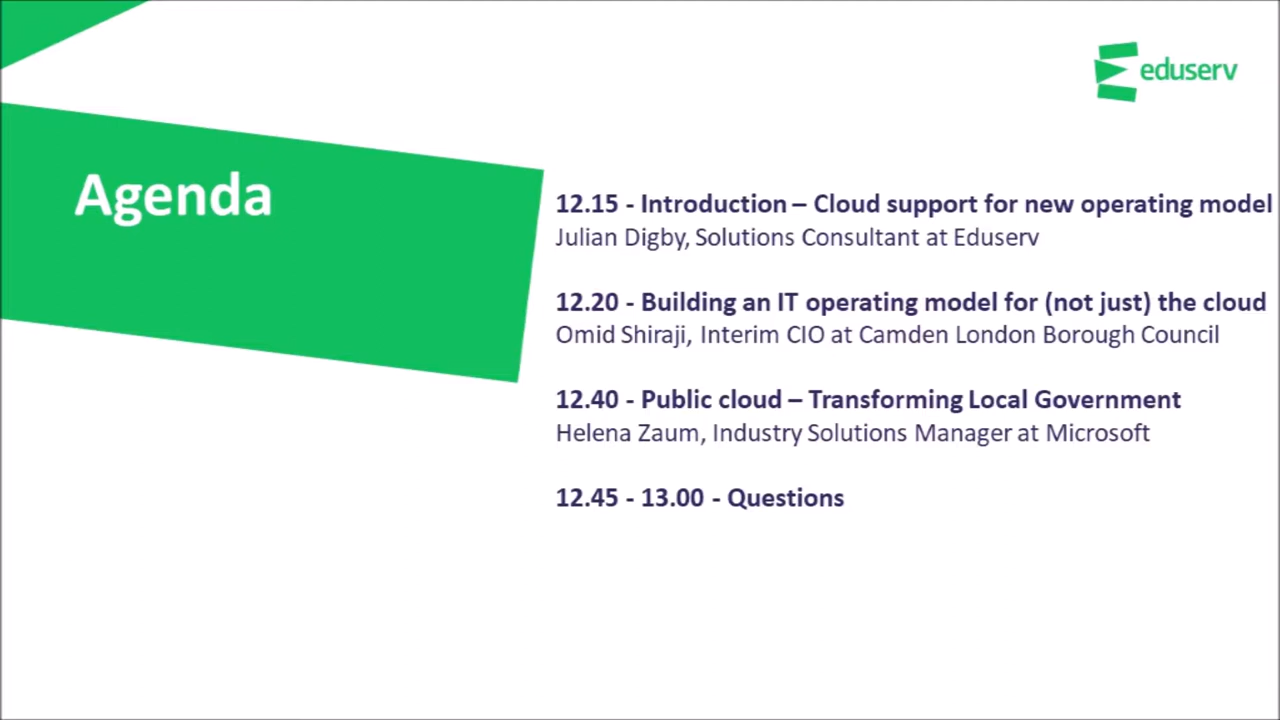 eduserv
Agenda
12.15 - Introduction – Cloud support for new operating model
Julian Digby, Solutions Consultant at Eduserv
12.20 - Building an IT operating model for (not just) the cloud
Omid Shiraji, Interim CIO at Camden London Borough Council
12.40 - Public cloud – Transforming Local Government
Helena Zaum, Industry Solutions Manager at Microsoft
12.45 - 13.00 - Questions